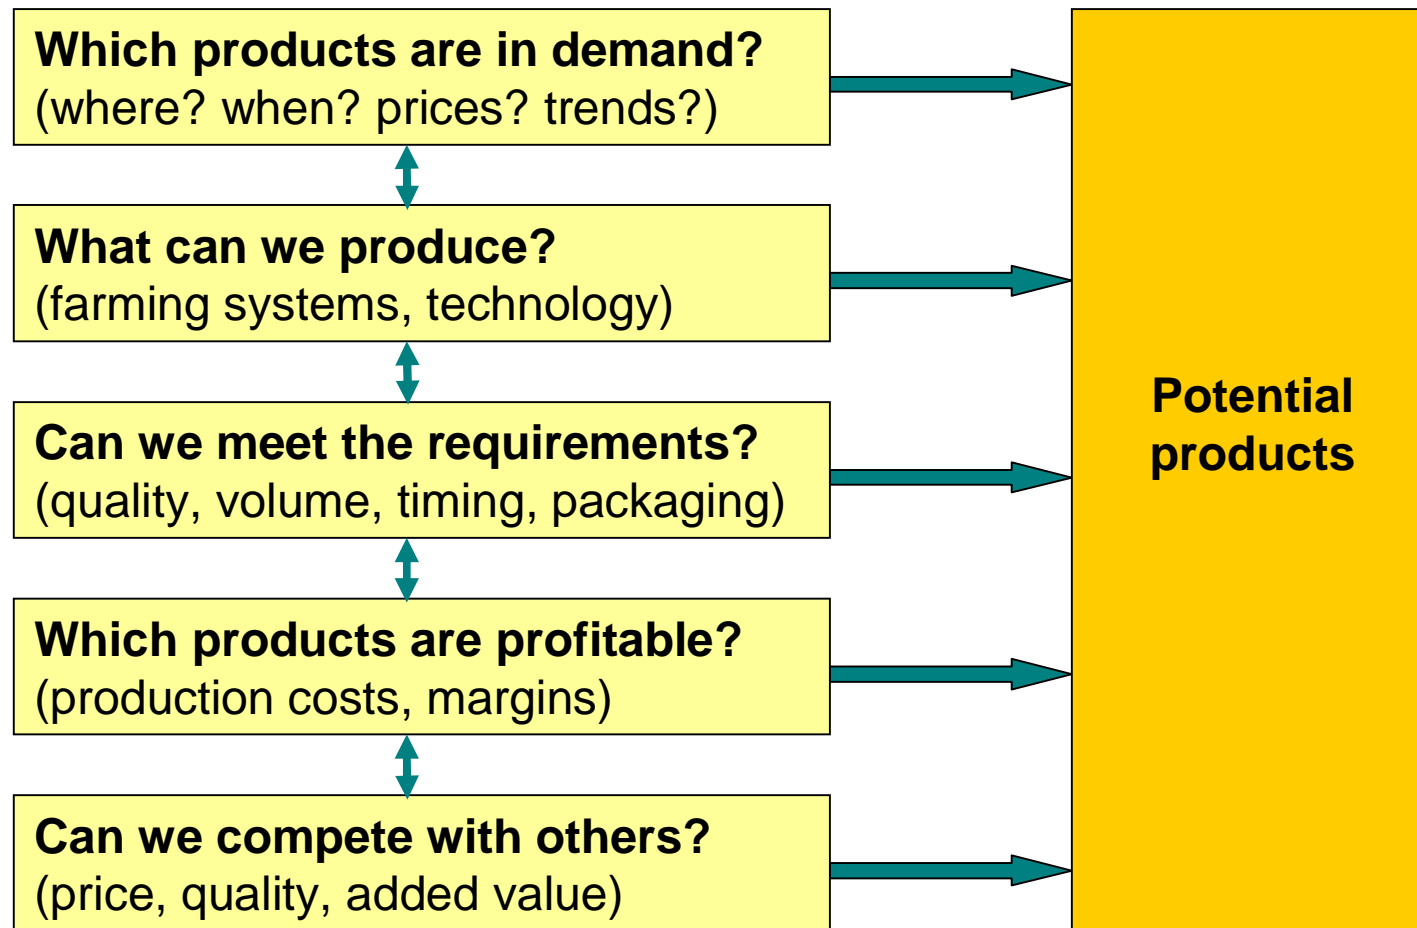 Which products are in demand?
(where? when? prices? trends?)
What can we produce?
(farming systems, technology)
Can we meet the requirements?
(quality, volume, timing, packaging)
Which products are profitable?
(production costs, margins)
Can we compete with others?
(price, quality, added value)
Potential
products